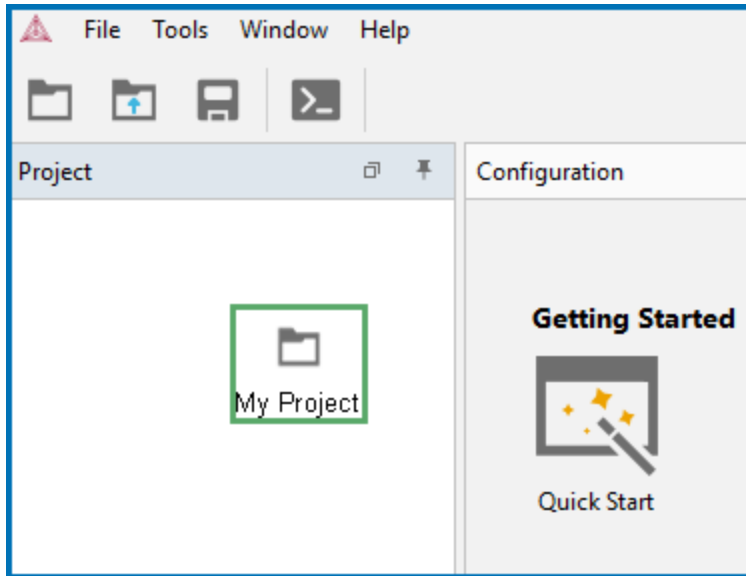 File Tools Window Help
Project
Configuration
Getting Started
My Project
Quick Start